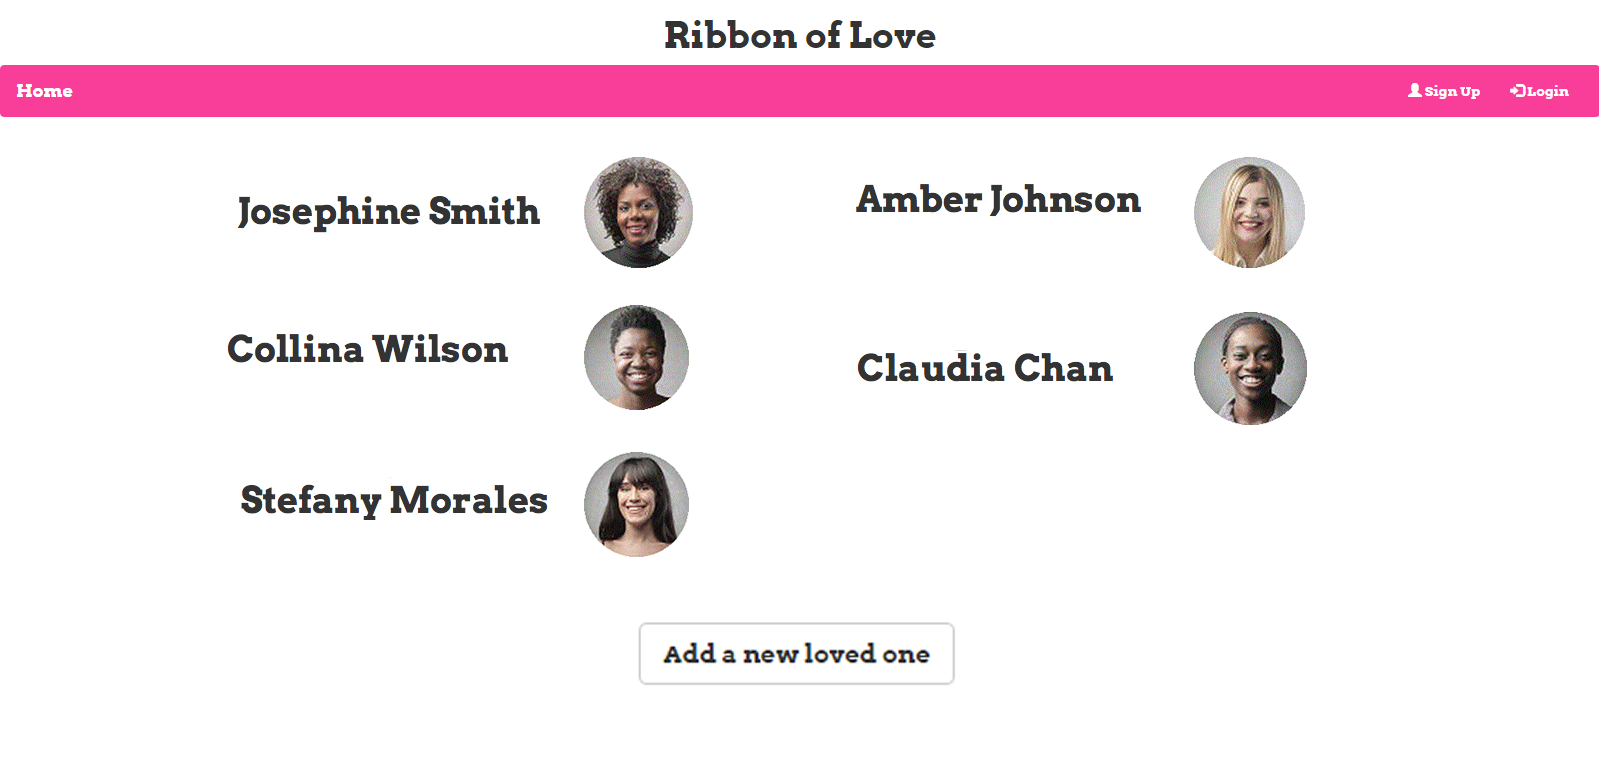 Ribbon of Love
Home
Sign Up
Login
Josephine Smith
Amber Johnson
Collina Wilson
Claudia Chan
Stefany Morales
Add a new loved one